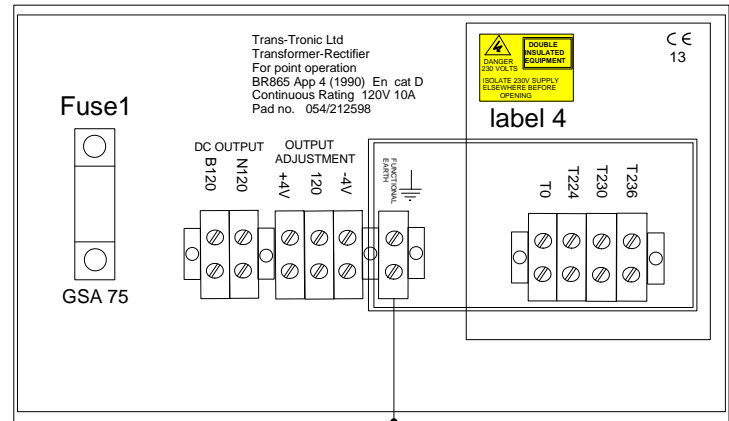 Trans-Tronic Ltd
Transformer-Rectifier
For point operation
BR865 App 4 (1990) En cat D
Continuous Rating 120V 10A
Pad no. 054/212598
DANGER
230 VOLTS
DOUBLE
INSULATED
EQUIPMENT
ISOLATE 230V SUPPLY
ELSEWHERE BEFORE
OPENING
label 4
CE
13
Fuse1
GSA 75
DC OUTPUT
B120
N120
OUTPUT
ADJUSTMENT
+4V
120
-4V
FUNCTIONAL
EARTH
T0
T224
T230
T236